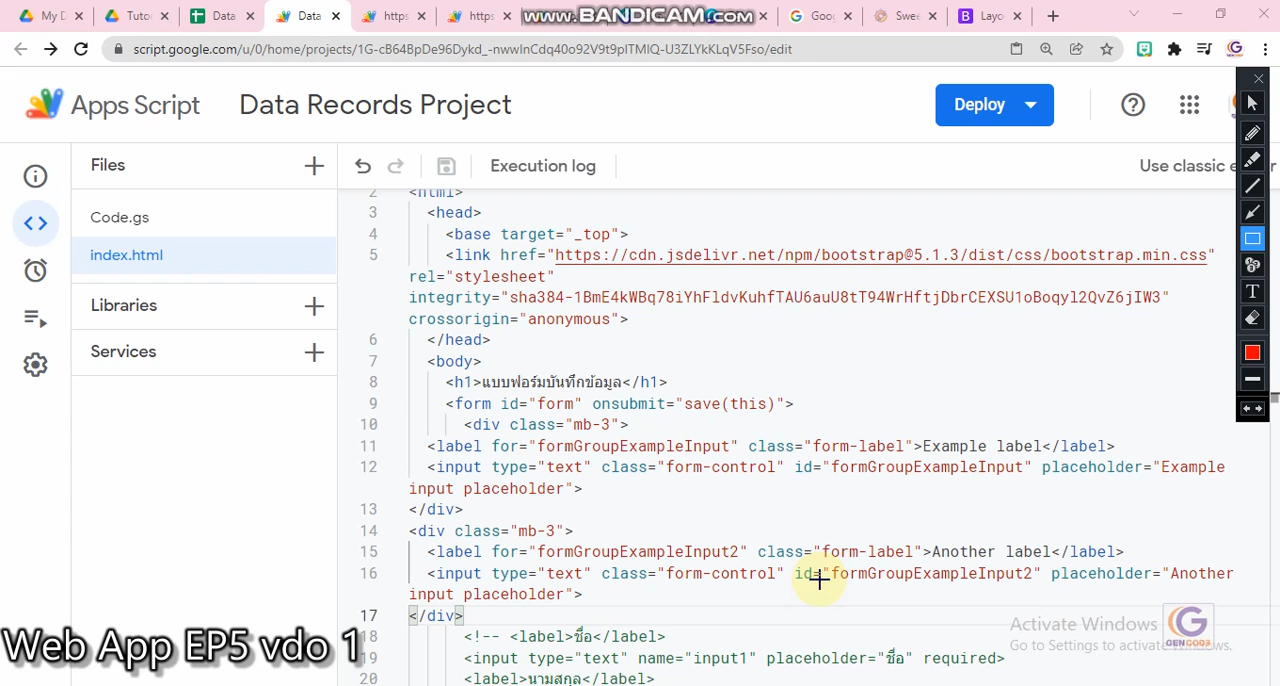 My D
Tuto
Data
Data
https
https
www.BANDICAM.com
Goo
Swe
Layo
script.google.com/u/0/home/projects/1G-cB64BpDe96Dykd_-nwwInCdq40o92V9t9pITMIQ-U3ZLYkKLqV5Fso/edit
Apps Script
Data Records Project
Deploy
Files
Execution log
Use classic e
r
Code.gs
index.html
Libraries
Services
2 <html>
3 <head>
4 <base target="_top">
5 <link href="https://cdn.jsdelivr.net/npm/bootstrap@5.1.3/dist/css/bootstrap.min.css"
rel="stylesheet"
integrity="sha384-1BmE4kWBq78iYhFldvKuhfTAU6auU8tT94WrHftjDbrCEXSU1oBoqyl2QvZ6jIW3"
crossorigin="anonymous">
6 </head>
7 <body>
8 <h1>แบบฟอร์มบันทึกข้อมูล</h1>
9 <form id="form" onsubmit="save(this)">
10 <div class="mb-3">
11 <label for="formGroupExampleInput" class="form-label">Example label</label>
12 <input type="text" class="form-control" id="formGroupExampleInput" placeholder="Example
input placeholder">
13 </div>
14 <div class="mb-3">
15 <label for="formGroupExampleInput2" class="form-label">Another label</label>
16 <input type="text" class="form-control" id="formGroupExampleInput2" placeholder="Another
input placeholder">
17 </div>
18 <!-- <label>ชื่อ</label>
19 <input type="text" name="input1" placeholder="ชื่อ" required>
20 <label>นามสกุล</label>
Web App EP5 vdo 1
Activate Windows
Go to Settings to activate Windows.
GENCODE